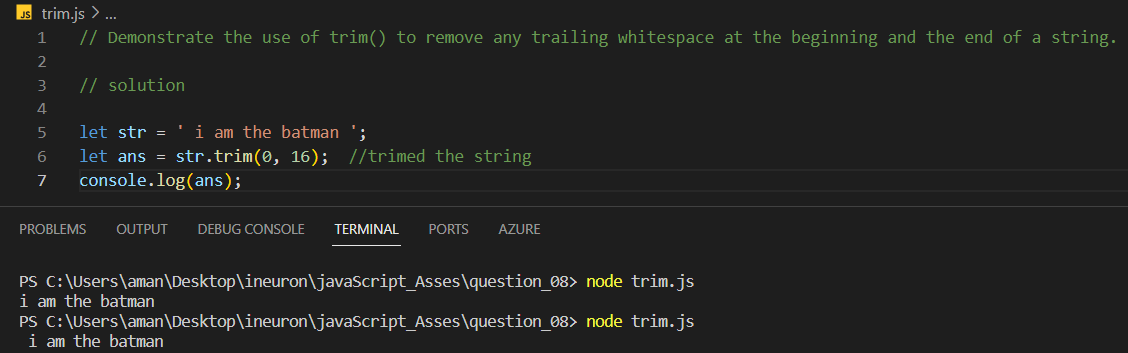 JS trim.js > ...
1 // Demonstrate the use of trim() to remove any trailing whitespace at the beginning and the end of a string.
2
3 // solution
4
5 let str = ' i am the batman ';
6 let ans = str.trim(0, 16);  //trimed the string
7 console.log(ans);
PROBLEMS OUTPUT DEBUG CONSOLE TERMINAL PORTS AZURE
PS C:\Users\aman\Desktop\ineuron\javaScript_Asses\question_08> node trim.js
i am the batman
PS C:\Users\aman\Desktop\ineuron\javaScript_Asses\question_08> node trim.js
 i am the batman